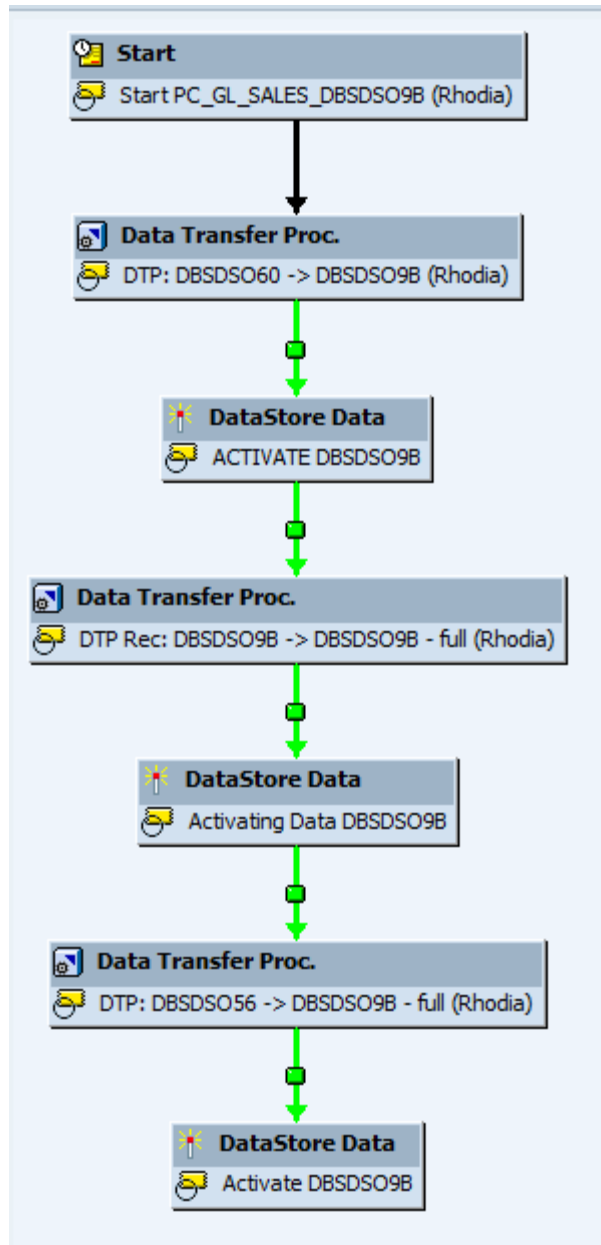 Start
Start PC_GL_SALES_DBSDSO9B (Rhodia)
Data Transfer Proc.
DTP: DBSDSO60 -> DBSDSO9B (Rhodia)
DataStore Data
ACTIVATE DBSDSO9B
Data Transfer Proc.
DTP Rec: DBSDSO9B -> DBSDSO9B - full (Rhodia)
DataStore Data
Activating Data DBSDSO9B
Data Transfer Proc.
DTP: DBSDSO56 -> DBSDSO9B - full (Rhodia)
DataStore Data
Activate DBSDSO9B